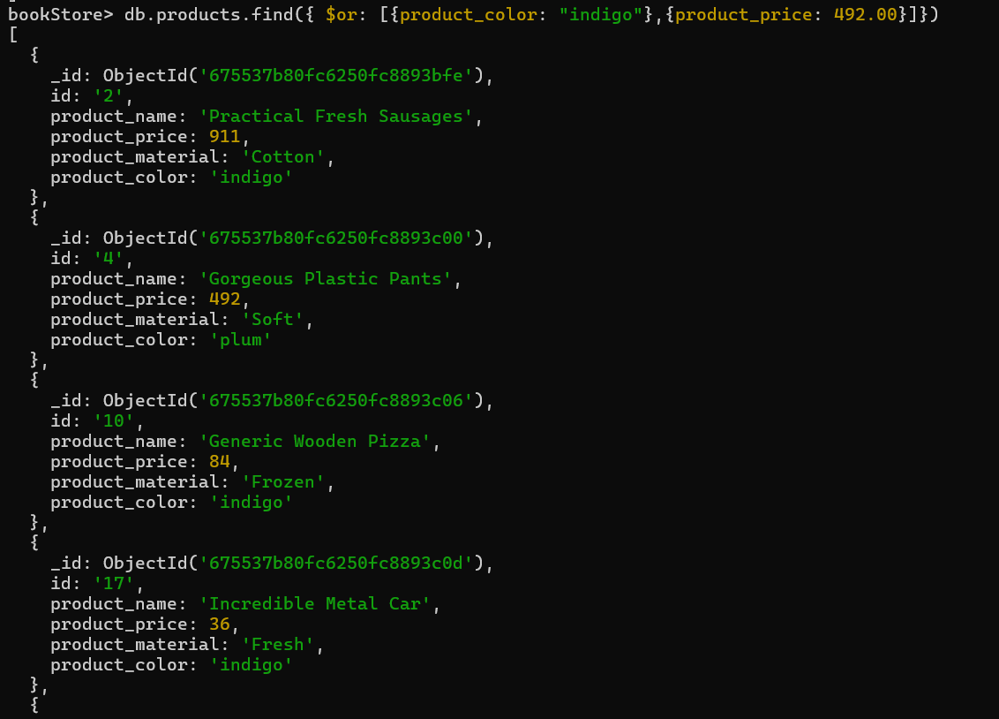 bookStore> db.products.find({ $or: [{product_color: "indigo"},{product_price: 492.00}]})
[
  {
    _id: ObjectId('675537b80fc6250fc8893bfe'),
    id: '2',
    product_name: 'Practical Fresh Sausages',
    product_price: 911,
    product_material: 'Cotton',
    product_color: 'indigo'
  },
  {
    _id: ObjectId('675537b80fc6250fc8893c00'),
    id: '4',
    product_name: 'Gorgeous Plastic Pants',
    product_price: 492,
    product_material: 'Soft',
    product_color: 'plum'
  },
  {
    _id: ObjectId('675537b80fc6250fc8893c06'),
    id: '10',
    product_name: 'Generic Wooden Pizza',
    product_price: 84,
    product_material: 'Frozen',
    product_color: 'indigo'
  },
  {
    _id: ObjectId('675537b80fc6250fc8893c0d'),
    id: '17',
    product_name: 'Incredible Metal Car',
    product_price: 36,
    product_material: 'Fresh',
    product_color: 'indigo'
  },
  {